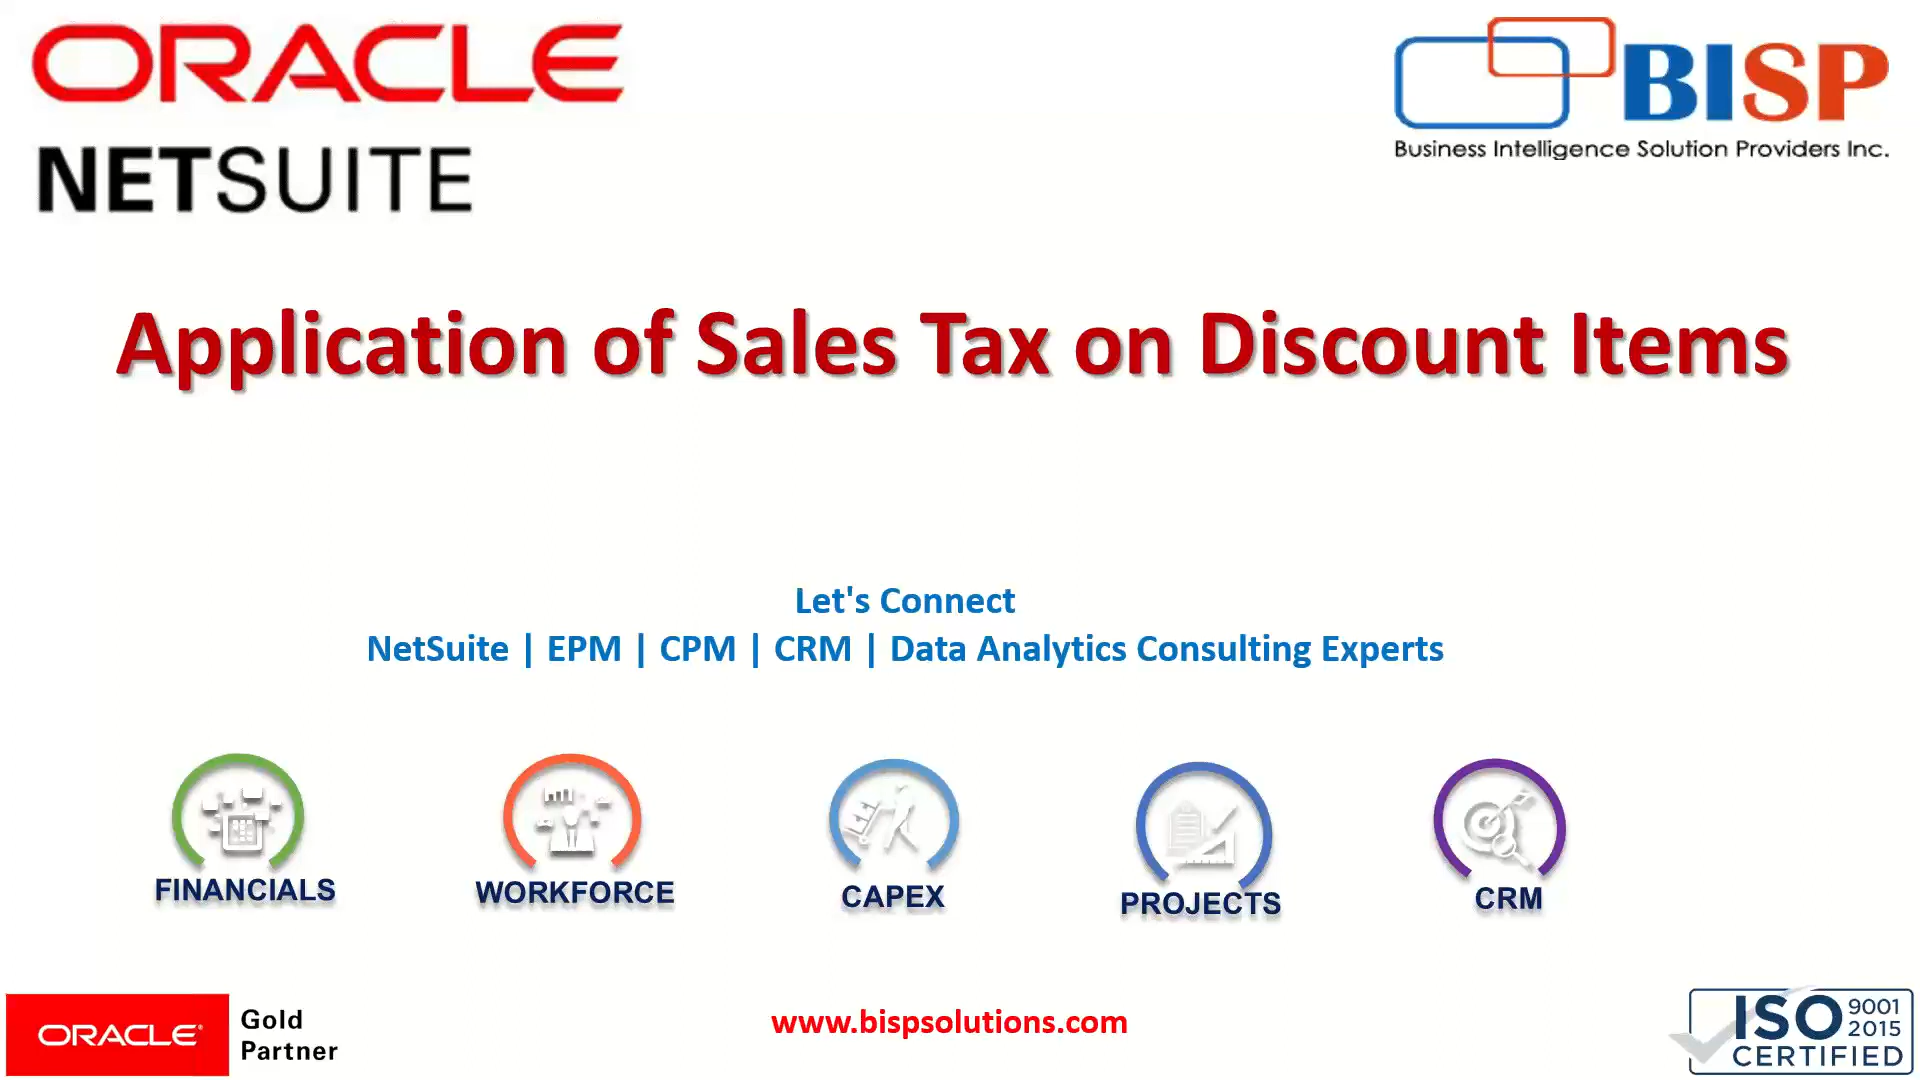 ORACLE
NETSUITE
BISP
Business Intelligence Solution Providers Inc.
Application of Sales Tax on Discount Items
Let's Connect
NetSuite | EPM | CPM | CRM | Data Analytics Consulting Experts
FINANCIALS
WORKFORCE
CAPEX
PROJECTS
CRM
ORACLE®
Gold
Partner
www.bispsolutions.com
ISO 9001
2015
CERTIFIED